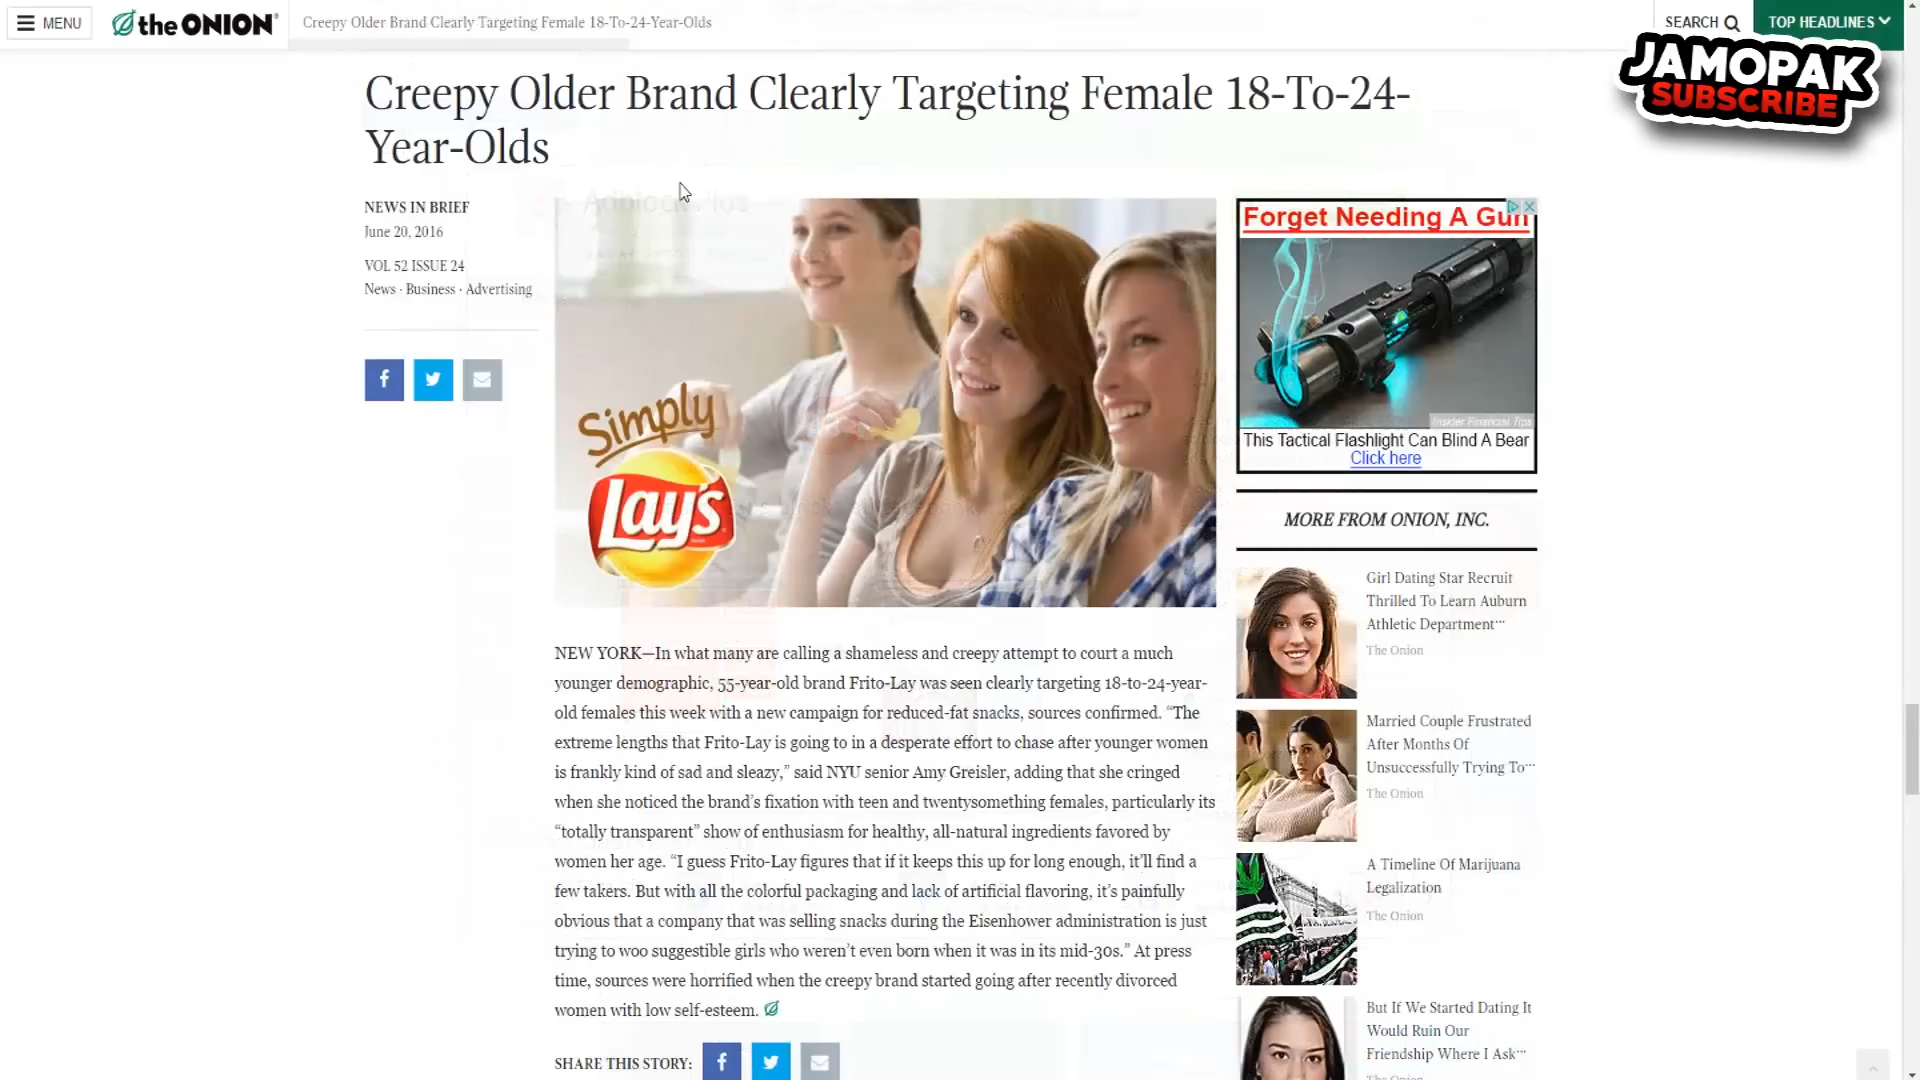 MENU
the ONION
Creepy Older Brand Clearly Targeting Female 18-To-24-Year-Olds
SEARCH
TOP HEADLINES
JAMOPAK
SUBSCRIBE
Creepy Older Brand Clearly Targeting Female 18-To-24-
Year-Olds
NEWS IN BRIEF
June 20, 2016
VOL 52 ISSUE 24
News · Business · Advertising
Simply
Lay's
NEW YORK—In what many are calling a shameless and creepy attempt to court a much
younger demographic, 55-year-old brand Frito-Lay was seen clearly targeting 18-to-24-year-
old females this week with a new campaign for reduced-fat snacks, sources confirmed. “The
extreme lengths that Frito-Lay is going to in a desperate effort to chase after younger women
is frankly kind of sad and sleazy,” said NYU senior Amy Greisler, adding that she cringed
when she noticed the brand’s fixation with teen and twentysomething females, particularly its
“totally transparent” show of enthusiasm for healthy, all-natural ingredients favored by
women her age. “I guess Frito-Lay figures that if it keeps this up for long enough, it’ll find a
few takers. But with all the colorful packaging and lack of artificial flavoring, it’s painfully
obvious that a company that was selling snacks during the Eisenhower administration is just
trying to woo suggestible girls who weren’t even born when it was in its mid-30s.” At press
time, sources were horrified when the creepy brand started going after recently divorced
women with low self-esteem.
SHARE THIS STORY:
Forget Needing A Gun
Insider Financial Tips
This Tactical Flashlight Can Blind A Bear
Click here
MORE FROM ONION, INC.
Girl Dating Star Recruit
Thrilled To Learn Auburn
Athletic Department...
The Onion
Married Couple Frustrated
After Months Of
Unsuccessfully Trying To...
The Onion
A Timeline Of Marijuana
Legalization
The Onion
But If We Started Dating It
Would Ruin Our
Friendship Where I Ask...
The Onion